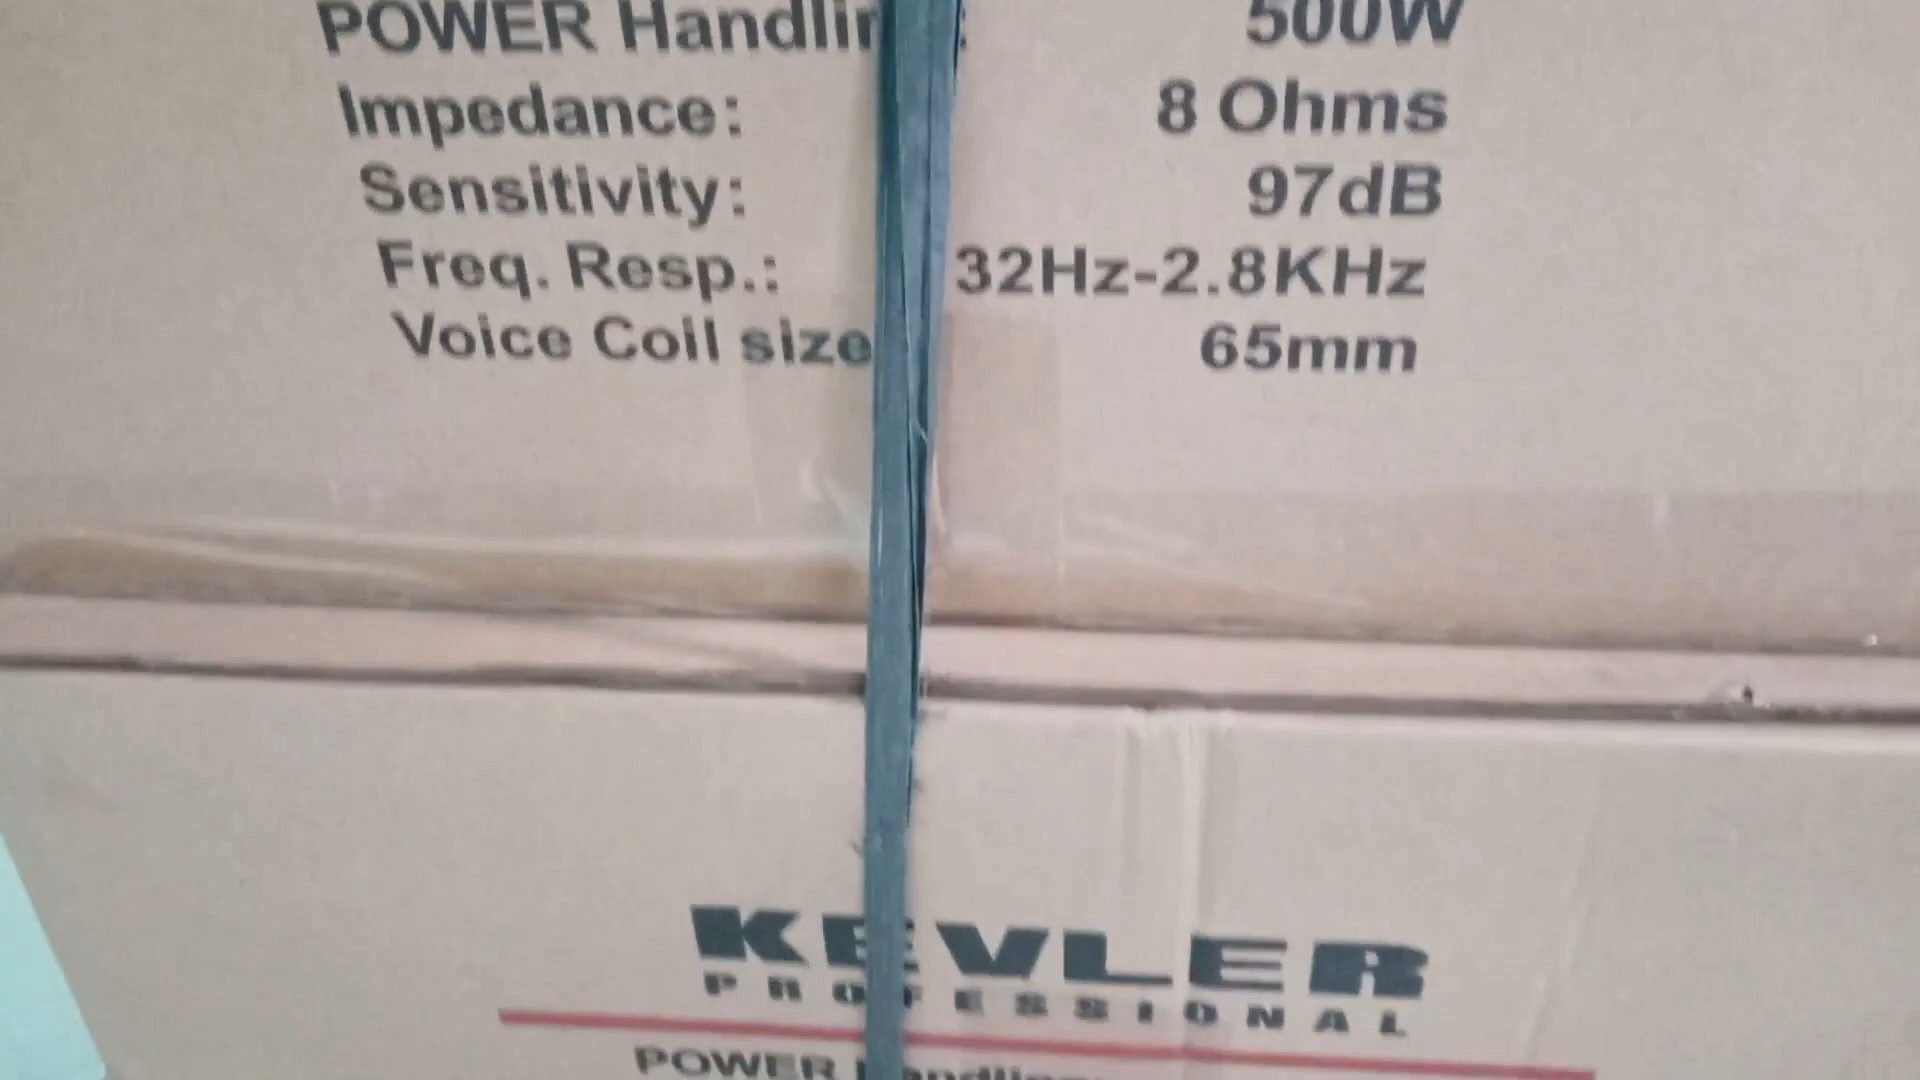 POWER Handlin : 500W
Impedance: 8 Ohms
Sensitivity: 97dB
Freq. Resp.: 32Hz-2.8KHz
Voice Coil size 65mm
KEVLER
PROFESSIONAL
POWER